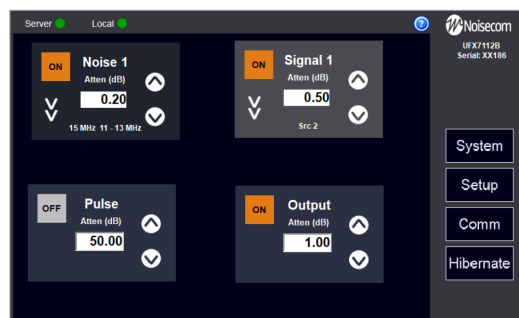 Server Local ?
Noisecom
UFX7112B
Serial: XX186
ON Noise 1
Atten (dB)
0.20
15 MHz 11 - 13 MHz
ON Signal 1
Atten (dB)
0.50
Src 2
OFF Pulse
Atten (dB)
50.00
ON Output
Atten (dB)
1.00
System
Setup
Comm
Hibernate